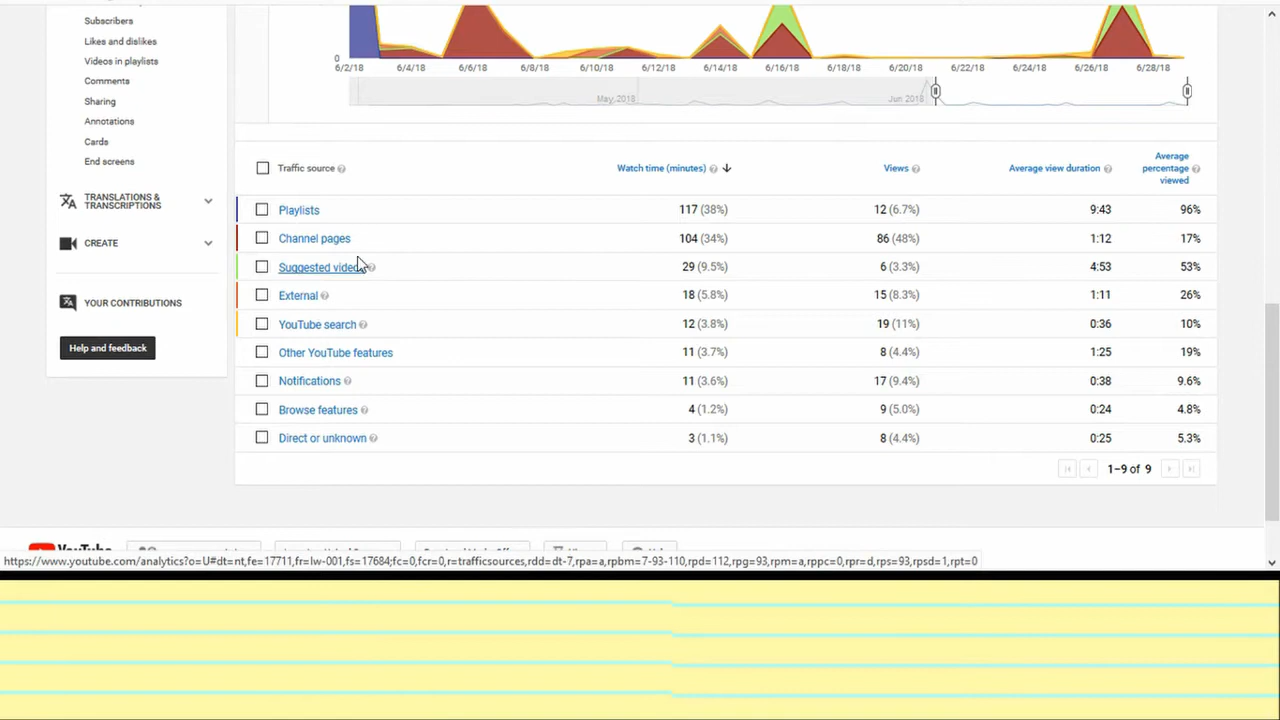 Subscribers
Likes and dislikes
Videos in playlists
Comments
Sharing
Annotations
Cards
End screens
TRANSLATIONS &
TRANSCRIPTIONS
CREATE
YOUR CONTRIBUTIONS
Help and feedback
0
6/2/18 6/4/18 6/6/18 6/8/18 6/10/18 6/12/18 6/14/18 6/16/18 6/18/18 6/20/18 6/22/18 6/24/18 6/26/18 6/28/18
May, 2018 Jun 2018
Traffic source Watch time (minutes) Views Average view duration Average percentage viewed
Playlists 117 (38%) 12 (6.7%) 9:43 96%
Channel pages 104 (34%) 86 (48%) 1:12 17%
Suggested video 29 (9.5%) 6 (3.3%) 4:53 53%
External 18 (5.8%) 15 (8.3%) 1:11 26%
YouTube search 12 (3.8%) 19 (11%) 0:36 10%
Other YouTube features 11 (3.7%) 8 (4.4%) 1:25 19%
Notifications 11 (3.6%) 17 (9.4%) 0:38 9.6%
Browse features 4 (1.2%) 9 (5.0%) 0:24 4.8%
Direct or unknown 3 (1.1%) 8 (4.4%) 0:25 5.3%
1–9 of 9
YouTube
https://www.youtube.com/analytics?o=U#dt=nt,fe=17711,fr=lw-001,fs=17684;fc=0,fcr=0,r=trafficsources,rdd=dt-7,rpa=a,rpbm=7-93-110,rpd=112,rpg=93,rpm=a,rppc=0,rpr=d,rps=93,rpsd=1,rpt=0